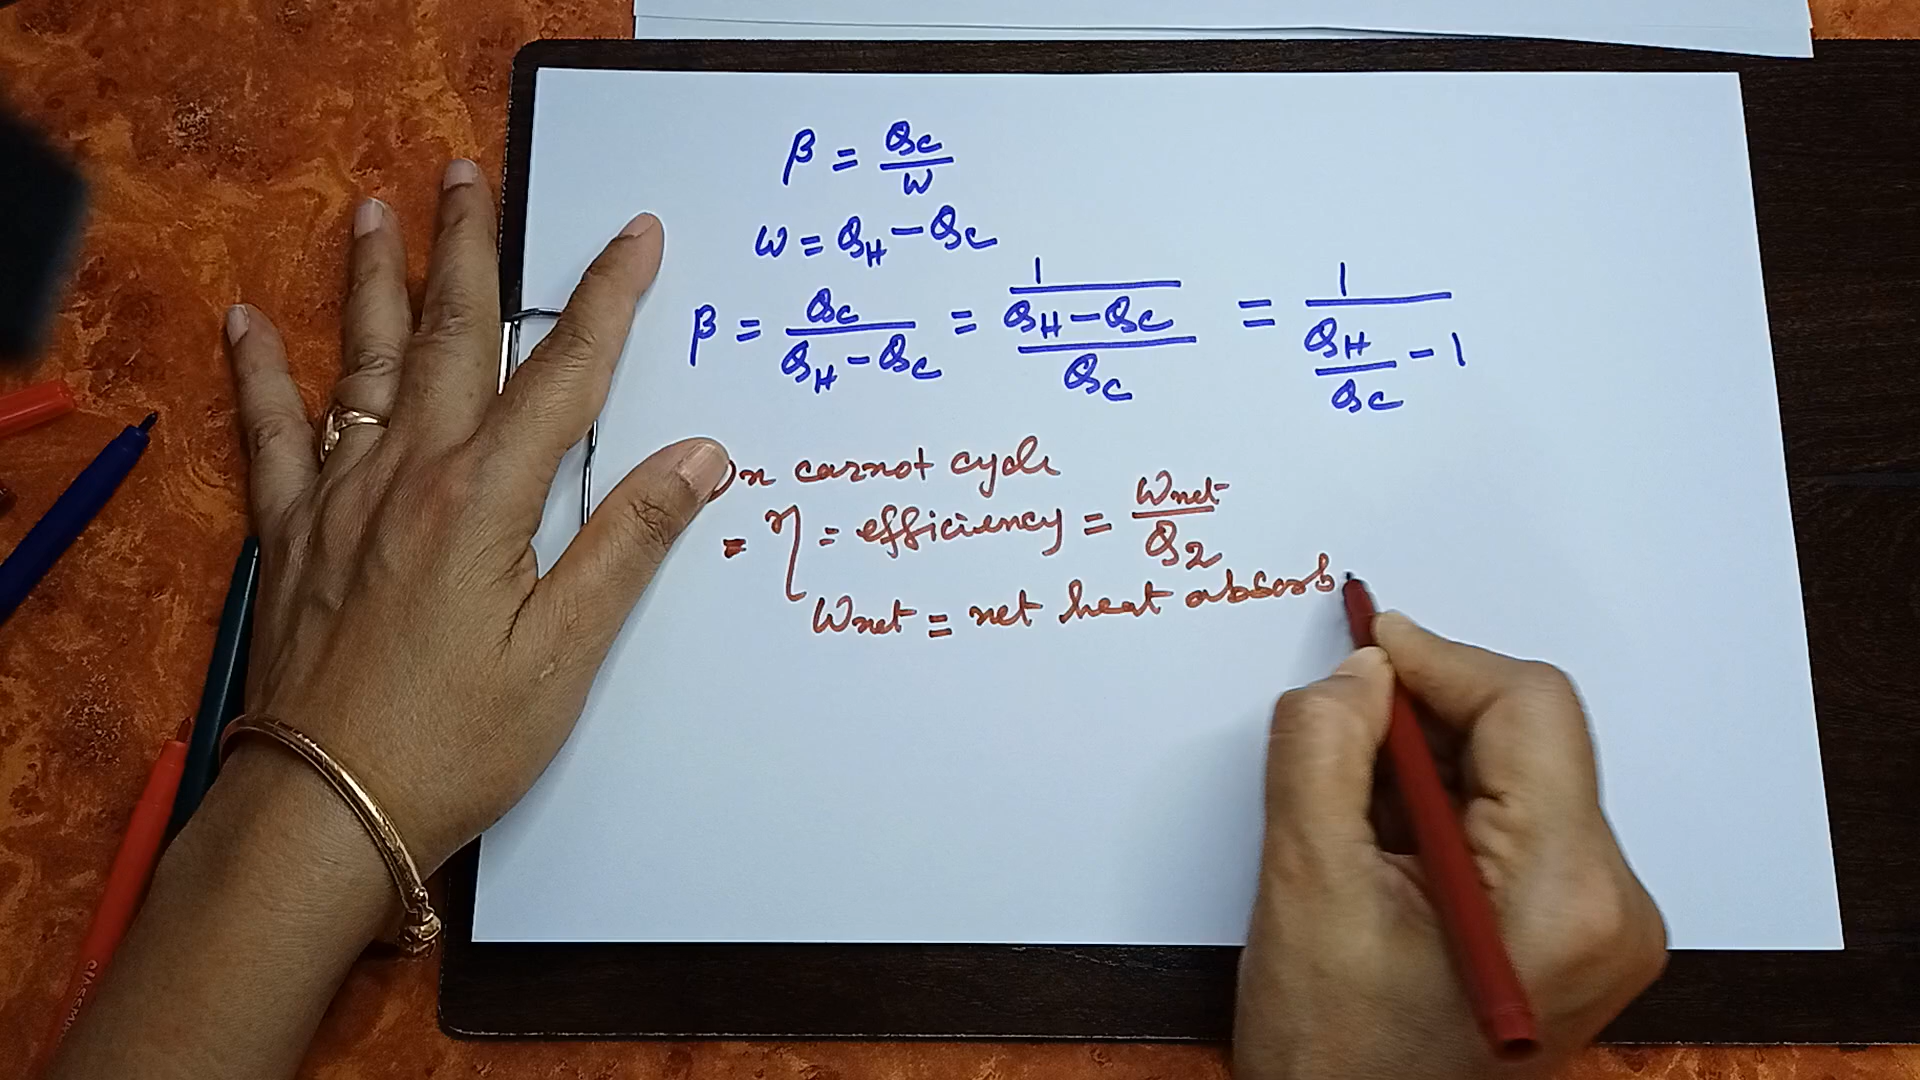 β = Qc/W
W = QH - Qc
β = Qc/(QH - Qc) = 1/((QH - Qc)/Qc) = 1/(QH/Qc - 1)
In carnot cycle
= η = efficiency = Wnet/Q2
Wnet = net heat absorb